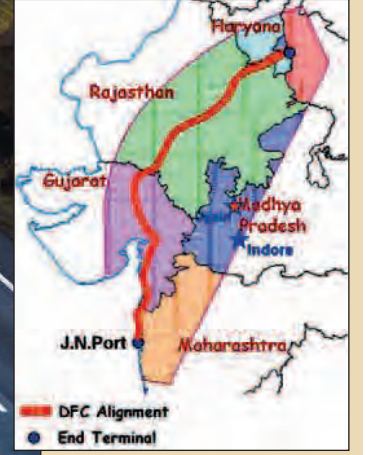 Haryana
Rajasthan
Gujarat
Madhya
Pradesh
Indore
J.N.Port
Maharashtra
DFC Alignment
End Terminal